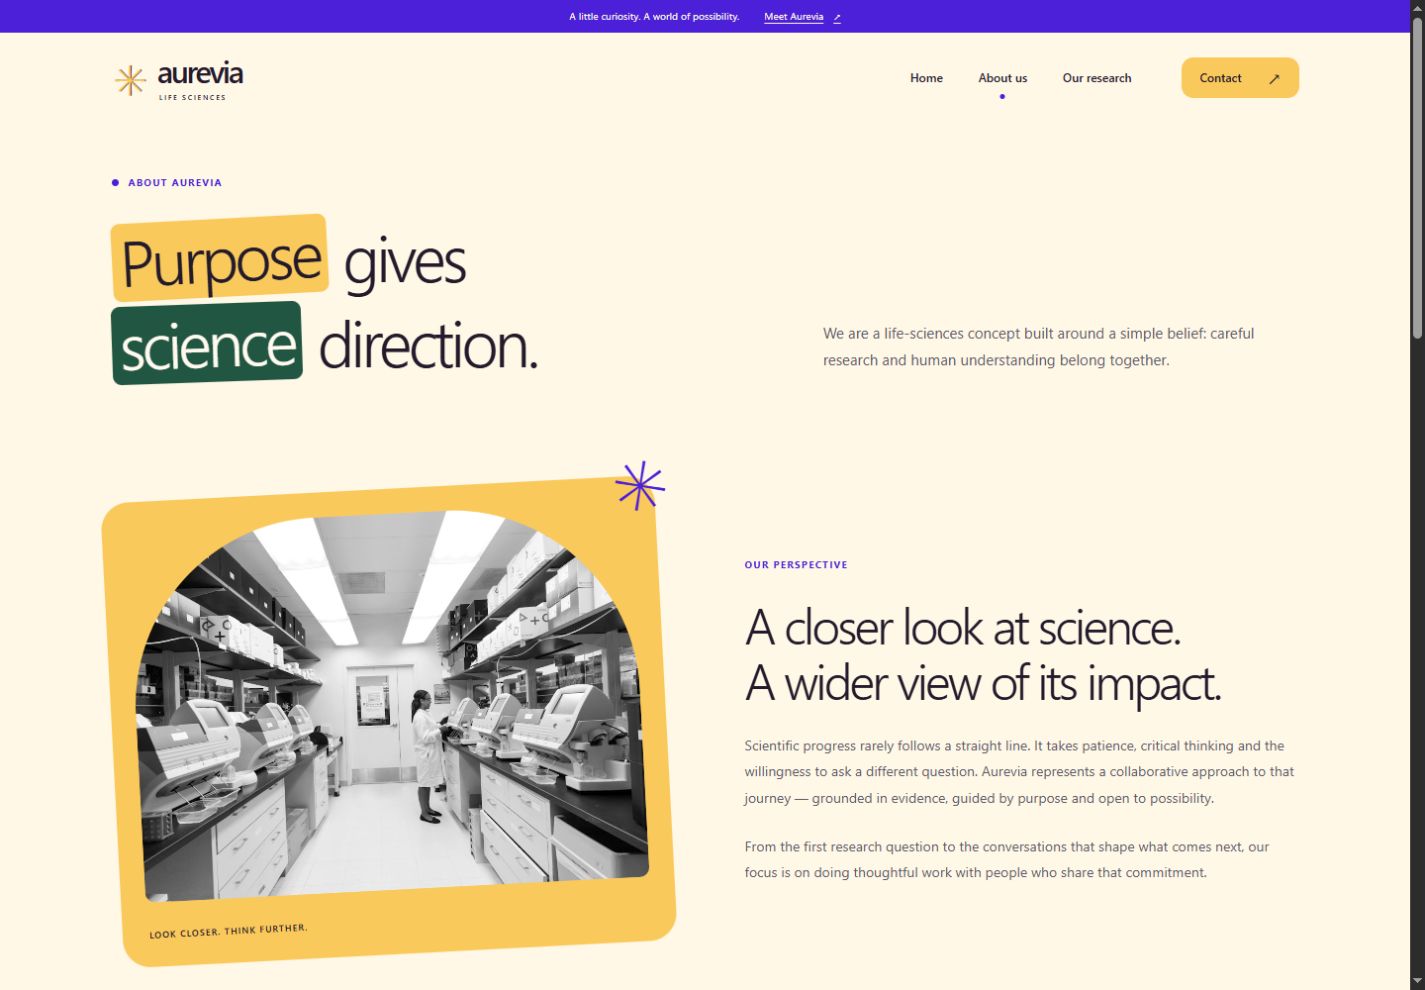 A little curiosity. A world of possibility. Meet Aurevia ↗
aurevia
LIFE SCIENCES
Home About us Our research Contact ↗
ABOUT AUREVIA
Purpose gives
science direction.
We are a life-sciences concept built around a simple belief: careful
research and human understanding belong together.
OUR PERSPECTIVE
A closer look at science.
A wider view of its impact.
Scientific progress rarely follows a straight line. It takes patience, critical thinking and the
willingness to ask a different question. Aurevia represents a collaborative approach to that
journey — grounded in evidence, guided by purpose and open to possibility.
From the first research question to the conversations that shape what comes next, our
focus is on doing thoughtful work with people who share that commitment.
LOOK CLOSER. THINK FURTHER.